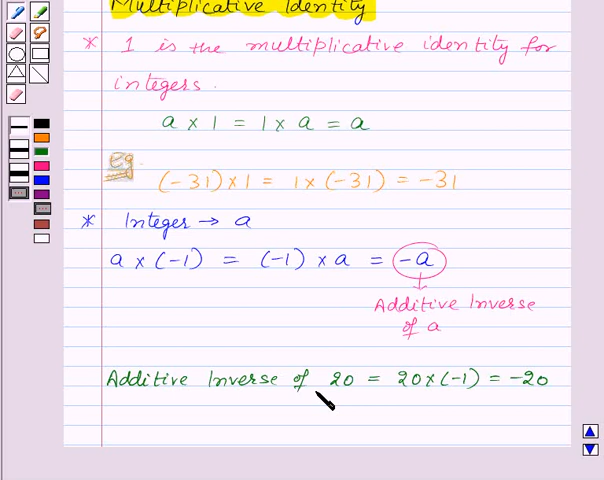 Multiplicative Identity
* 1 is the multiplicative identity for
integers.
a × 1 = 1 × a = a
eg.
(-31) × 1 = 1 × (-31) = -31
* Integer → a
a × (-1) = (-1) × a = -a
Additive Inverse
of a
Additive Inverse of 20 = 20 × (-1) = -20